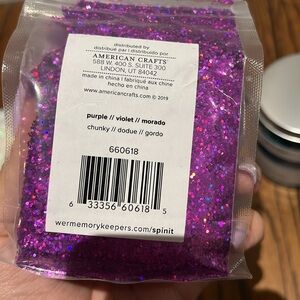 distributed by
distribué par | distribuido por
AMERICAN CRAFTS
588 W. 400 S. SUITE 300
LINDON, UT 84042
made in china | fabriqué aux chine
hecho en china
www.americancrafts.com © 2019
purple // violet // morado
chunky // dodue // gordo
660618
6 33356 60618 5
wermemorykeepers.com/spinit